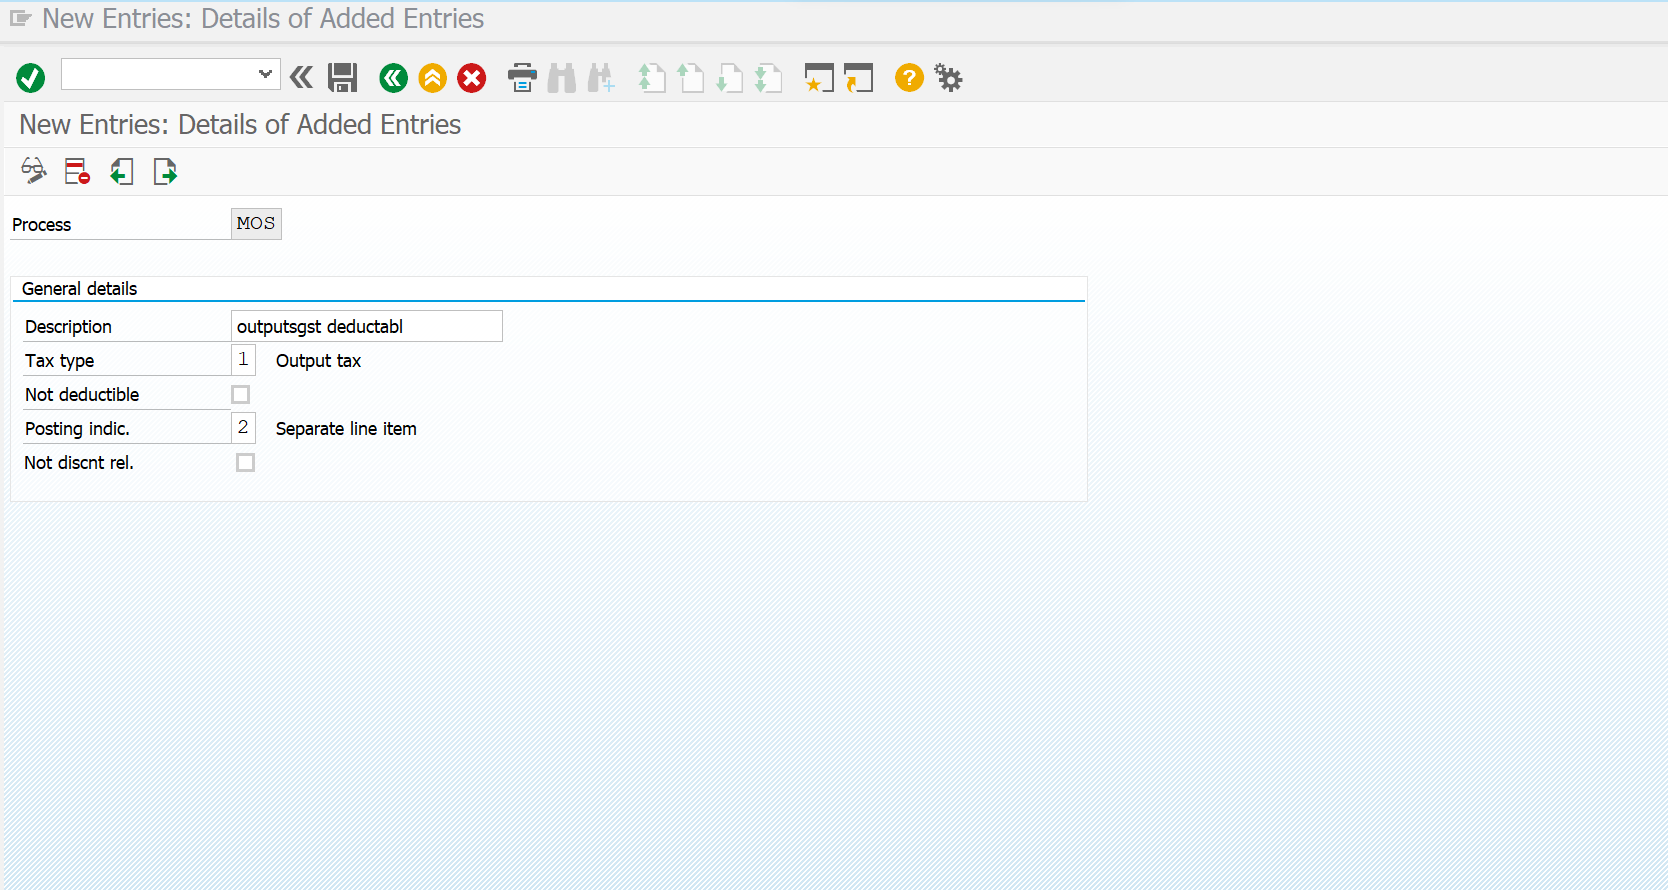 New Entries: Details of Added Entries
New Entries: Details of Added Entries
Process MOS
General details
Description outputsgst deductabl
Tax type 1 Output tax
Not deductible
Posting indic. 2 Separate line item
Not discnt rel.